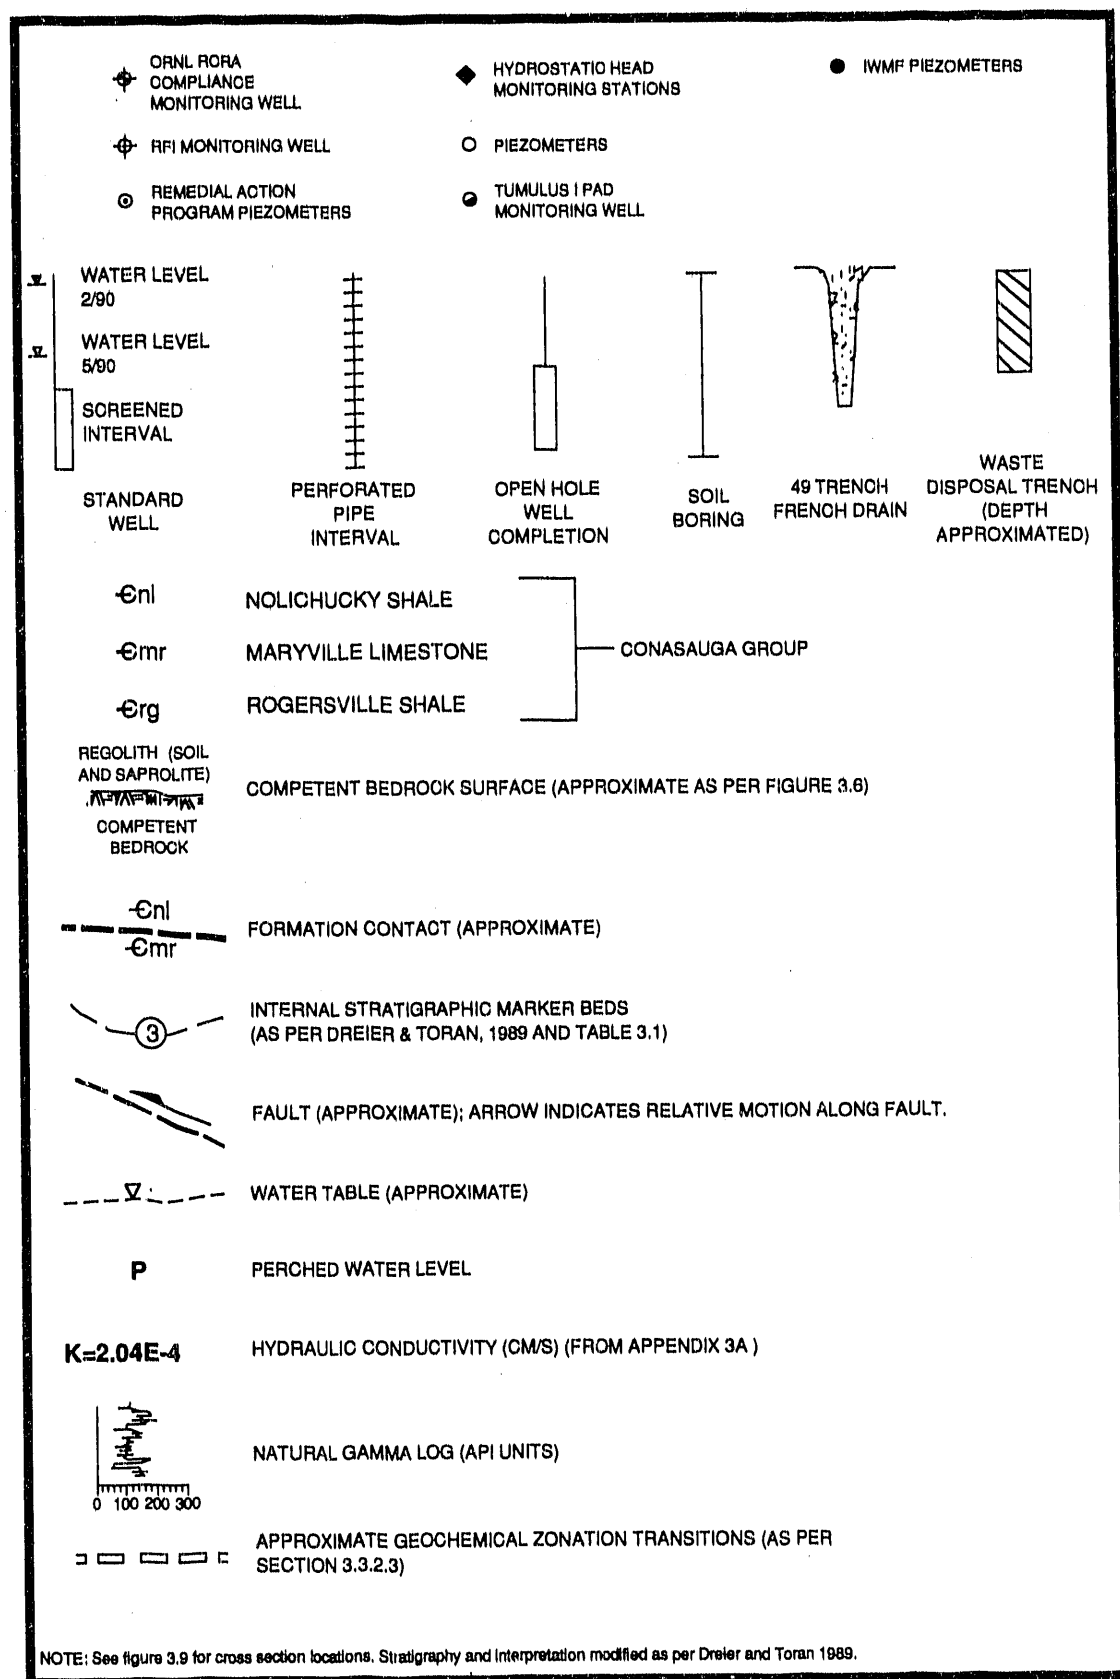 ORNL RCRA
COMPLIANCE
MONITORING WELL
HYDROSTATIC HEAD
MONITORING STATIONS
IWMF PIEZOMETERS
RFI MONITORING WELL
PIEZOMETERS
REMEDIAL ACTION
PROGRAM PIEZOMETERS
TUMULUS I PAD
MONITORING WELL
WATER LEVEL
2/90
WATER LEVEL
5/90
SCREENED
INTERVAL
STANDARD
WELL
PERFORATED
PIPE
INTERVAL
OPEN HOLE
WELL
COMPLETION
SOIL
BORING
49 TRENCH
FRENCH DRAIN
WASTE
DISPOSAL TRENCH
(DEPTH
APPROXIMATED)
Єnl NOLICHUCKY SHALE
Єmr MARYVILLE LIMESTONE
Єrg ROGERSVILLE SHALE
CONASAUGA GROUP
REGOLITH (SOIL
AND SAPROLITE)
COMPETENT
BEDROCK
COMPETENT BEDROCK SURFACE (APPROXIMATE AS PER FIGURE 3.6)
Єnl
Єmr
FORMATION CONTACT (APPROXIMATE)
3
INTERNAL STRATIGRAPHIC MARKER BEDS
(AS PER DREIER & TORAN, 1989 AND TABLE 3.1)
FAULT (APPROXIMATE); ARROW INDICATES RELATIVE MOTION ALONG FAULT.
WATER TABLE (APPROXIMATE)
P PERCHED WATER LEVEL
K=2.04E-4 HYDRAULIC CONDUCTIVITY (CM/S) (FROM APPENDIX 3A )
NATURAL GAMMA LOG (API UNITS)
0 100 200 300
APPROXIMATE GEOCHEMICAL ZONATION TRANSITIONS (AS PER
SECTION 3.3.2.3)
NOTE: See figure 3.9 for cross section locations. Stratigraphy and Interpretation modified as per Dreier and Toran 1989.